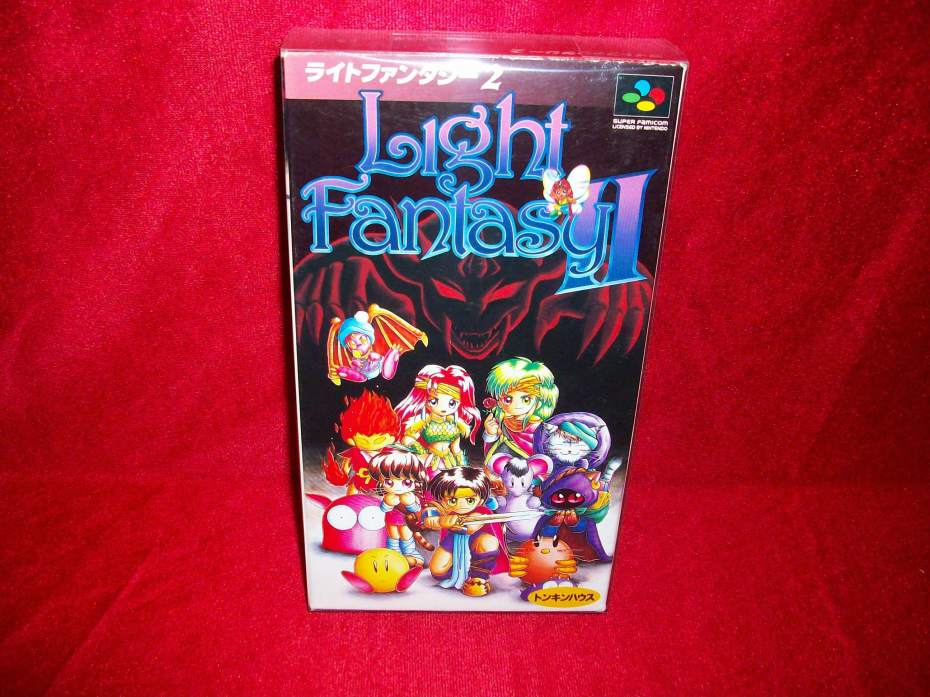 ライトファンタジー2
Light
Fantasy II
SUPER FAMICOM
LICENSED BY NINTENDO
トンキンハウス